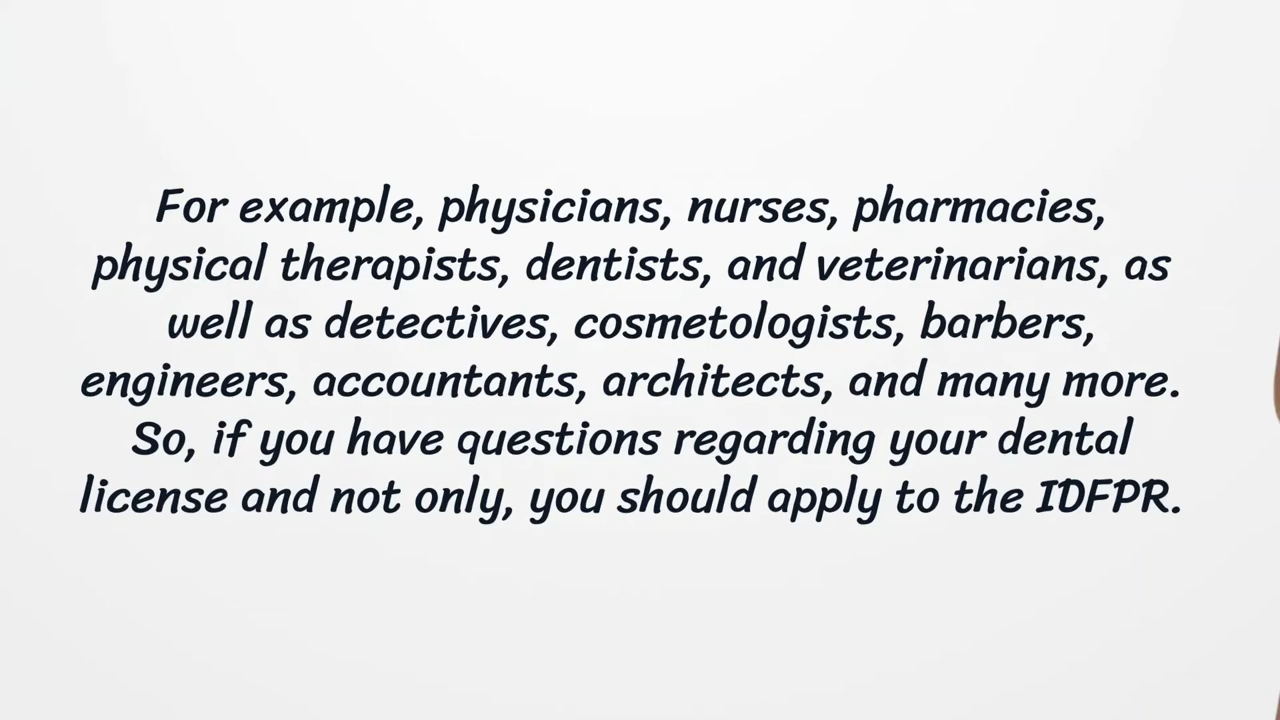 For example, physicians, nurses, pharmacies,
physical therapists, dentists, and veterinarians, as
well as detectives, cosmetologists, barbers,
engineers, accountants, architects, and many more.
So, if you have questions regarding your dental
license and not only, you should apply to the IDFPR.